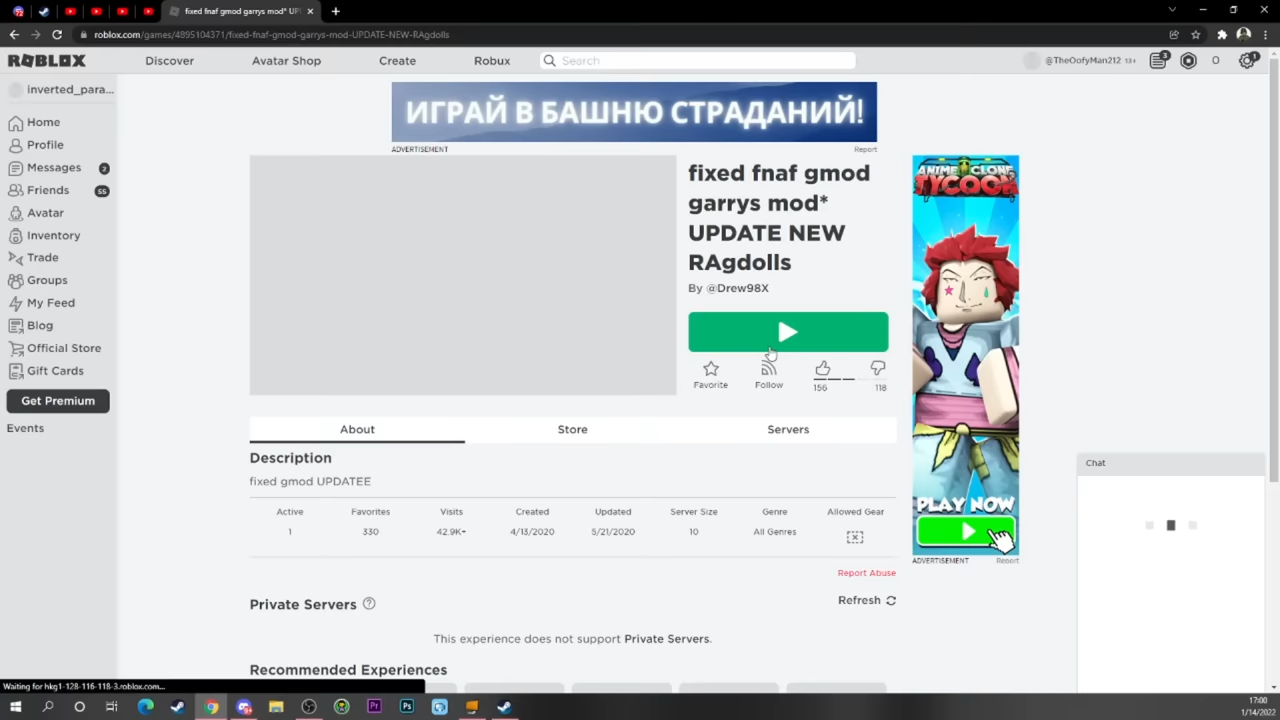 fixed fnaf gmod garrys mod* UP
roblox.com/games/4895104371/fixed-fnaf-gmod-garrys-mod-UPDATE-NEW-RAgdolls
ROBLOX
Discover
Avatar Shop
Create
Robux
Search
@TheOofyMan212 13+
3
0
1
inverted_para...
Home
Profile
Messages
2
Friends
55
Avatar
Inventory
Trade
Groups
My Feed
Blog
Official Store
Gift Cards
Get Premium
Events
ИГРАЙ В БАШНЮ СТРАДАНИЙ!
ADVERTISEMENT
Report
fixed fnaf gmod
garrys mod*
UPDATE NEW
RAgdolls
By @Drew98X
Favorite
Follow
156
118
ANIME CLONE
TYCOON
PLAY NOW
ADVERTISEMENT
Report
About
Store
Servers
Description
fixed gmod UPDATEE
Active
Favorites
Visits
Created
Updated
Server Size
Genre
Allowed Gear
1
330
42.9K+
4/13/2020
5/21/2020
10
All Genres
Report Abuse
Private Servers
Refresh
This experience does not support Private Servers.
Recommended Experiences
Chat
Waiting for hkg1-128-116-118-3.roblox.com...
Pr
Ps
17:00
1/14/2022